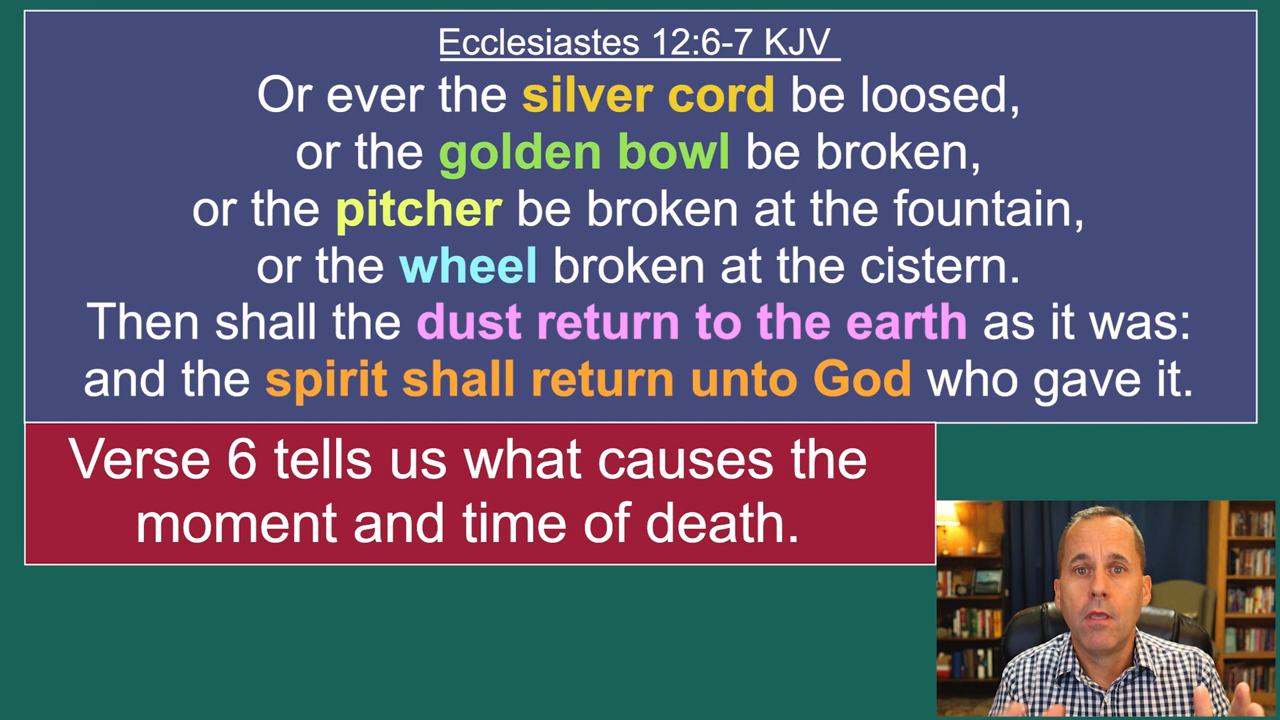 Ecclesiastes 12:6-7 KJV
Or ever the silver cord be loosed,
or the golden bowl be broken,
or the pitcher be broken at the fountain,
or the wheel broken at the cistern.
Then shall the dust return to the earth as it was:
and the spirit shall return unto God who gave it.
Verse 6 tells us what causes the
moment and time of death.